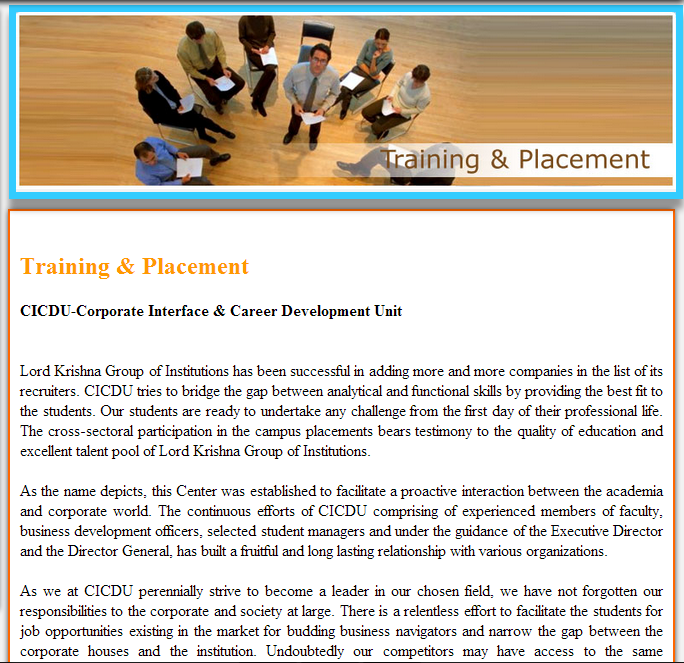 Training & Placement
Training & Placement
CICDU-Corporate Interface & Career Development Unit
Lord Krishna Group of Institutions has been successful in adding more and more companies in the list of its
recruiters. CICDU tries to bridge the gap between analytical and functional skills by providing the best fit to
the students. Our students are ready to undertake any challenge from the first day of their professional life.
The cross-sectoral participation in the campus placements bears testimony to the quality of education and
excellent talent pool of Lord Krishna Group of Institutions.
As the name depicts, this Center was established to facilitate a proactive interaction between the academia
and corporate world. The continuous efforts of CICDU comprising of experienced members of faculty,
business development officers, selected student managers and under the guidance of the Executive Director
and the Director General, has built a fruitful and long lasting relationship with various organizations.
As we at CICDU perennially strive to become a leader in our chosen field, we have not forgotten our
responsibilities to the corporate and society at large. There is a relentless effort to facilitate the students for
job opportunities existing in the market for budding business navigators and narrow the gap between the
corporate houses and the institution. Undoubtedly our competitors may have access to the same